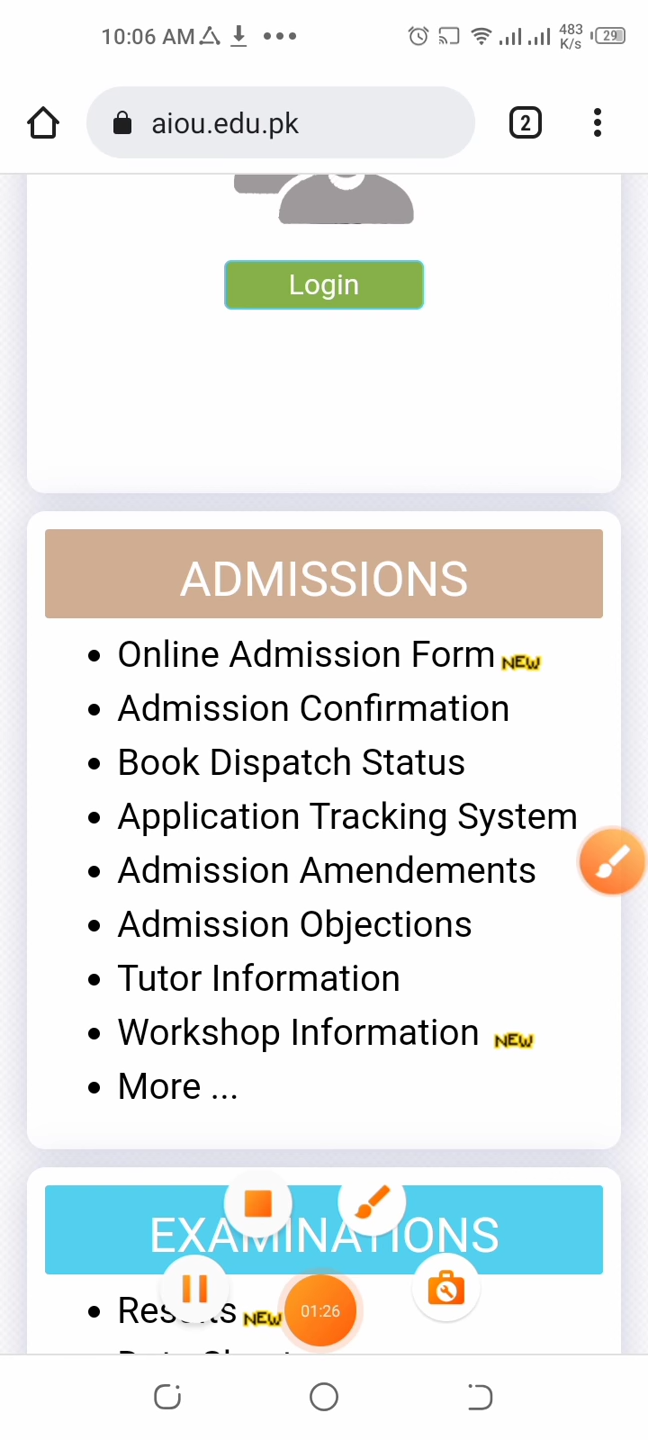 10:06 AM
483 K/s
29
aiou.edu.pk
2
Login
ADMISSIONS
Online Admission Form NEW
Admission Confirmation
Book Dispatch Status
Application Tracking System
Admission Amendements
Admission Objections
Tutor Information
Workshop Information NEW
More ...
EXAMINATIONS
Results NEW
01:26